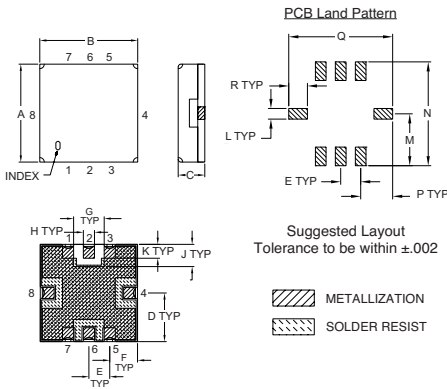 PCB Land Pattern
B
7 6 5
A
8
4
INDEX
1 2 3
C
Q
R TYP
L TYP
N
M
E TYP
P TYP
G
TYP
H TYP
1 2 3
K TYP
J TYP
J
8
4
D TYP
7 6 5
F
TYP
E
TYP
Suggested Layout
Tolerance to be within ±.002
METALLIZATION
SOLDER RESIST